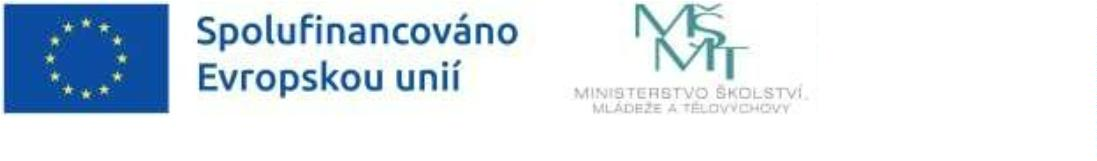 Spolufinancováno
Evropskou unií
MŠ
MT
MINISTERSTVO ŠKOLSTVÍ,
MLÁDEŽE A TĚLOVÝCHOVY